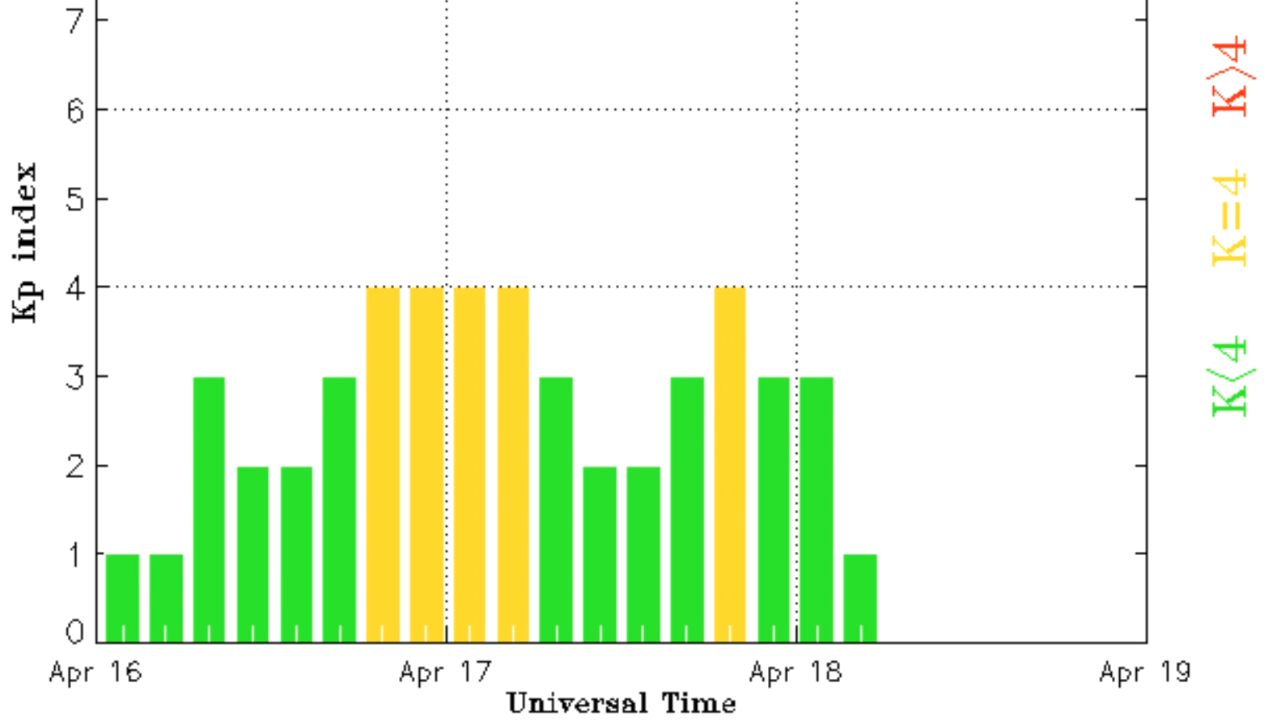 7
6
5
4
3
2
1
0
Kp index
Apr 16
Apr 17
Apr 18
Apr 19
Universal Time
K>4
K=4
K<4